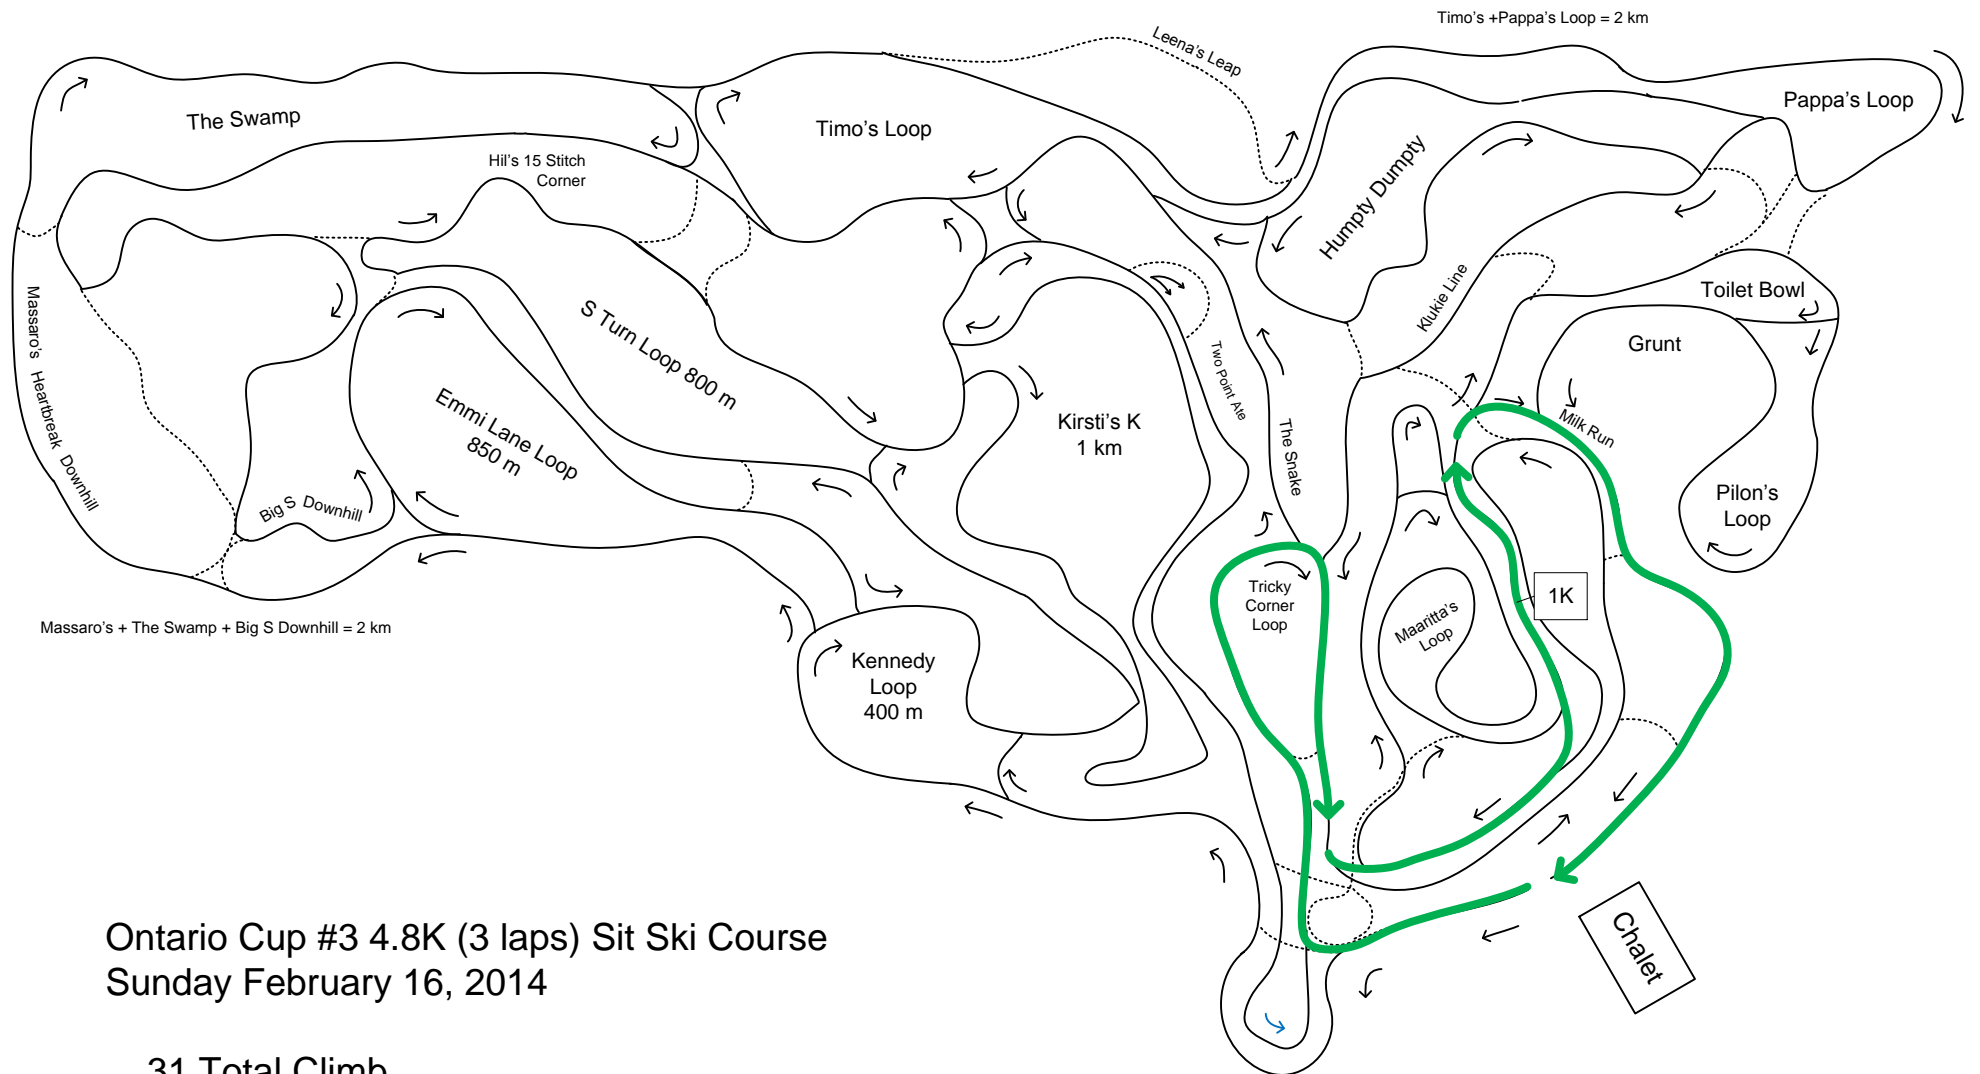 Timo’s +Pappa’s Loop = 2 km
Leena’s Leap
Pappa’s Loop
The Swamp
Timo’s Loop
Hil’s 15 Stitch
Corner
Humpty Dumpty
Klukie Line
Toilet Bowl
Grunt
Massaro’s Heartbreak Downhill
S Turn Loop 800 m
Two Point Ate
Emmi Lane Loop
850 m
Kirsti’s K
1 km
The Snake
Milk Run
Big S Downhill
Pilon’s
Loop
Tricky
Corner
Loop
1K
Maaritta’s
Loop
Massaro’s + The Swamp + Big S Downhill = 2 km
Kennedy
Loop
400 m
Chalet
Ontario Cup #3 4.8K (3 laps) Sit Ski Course
Sunday February 16, 2014
31 Total Climb